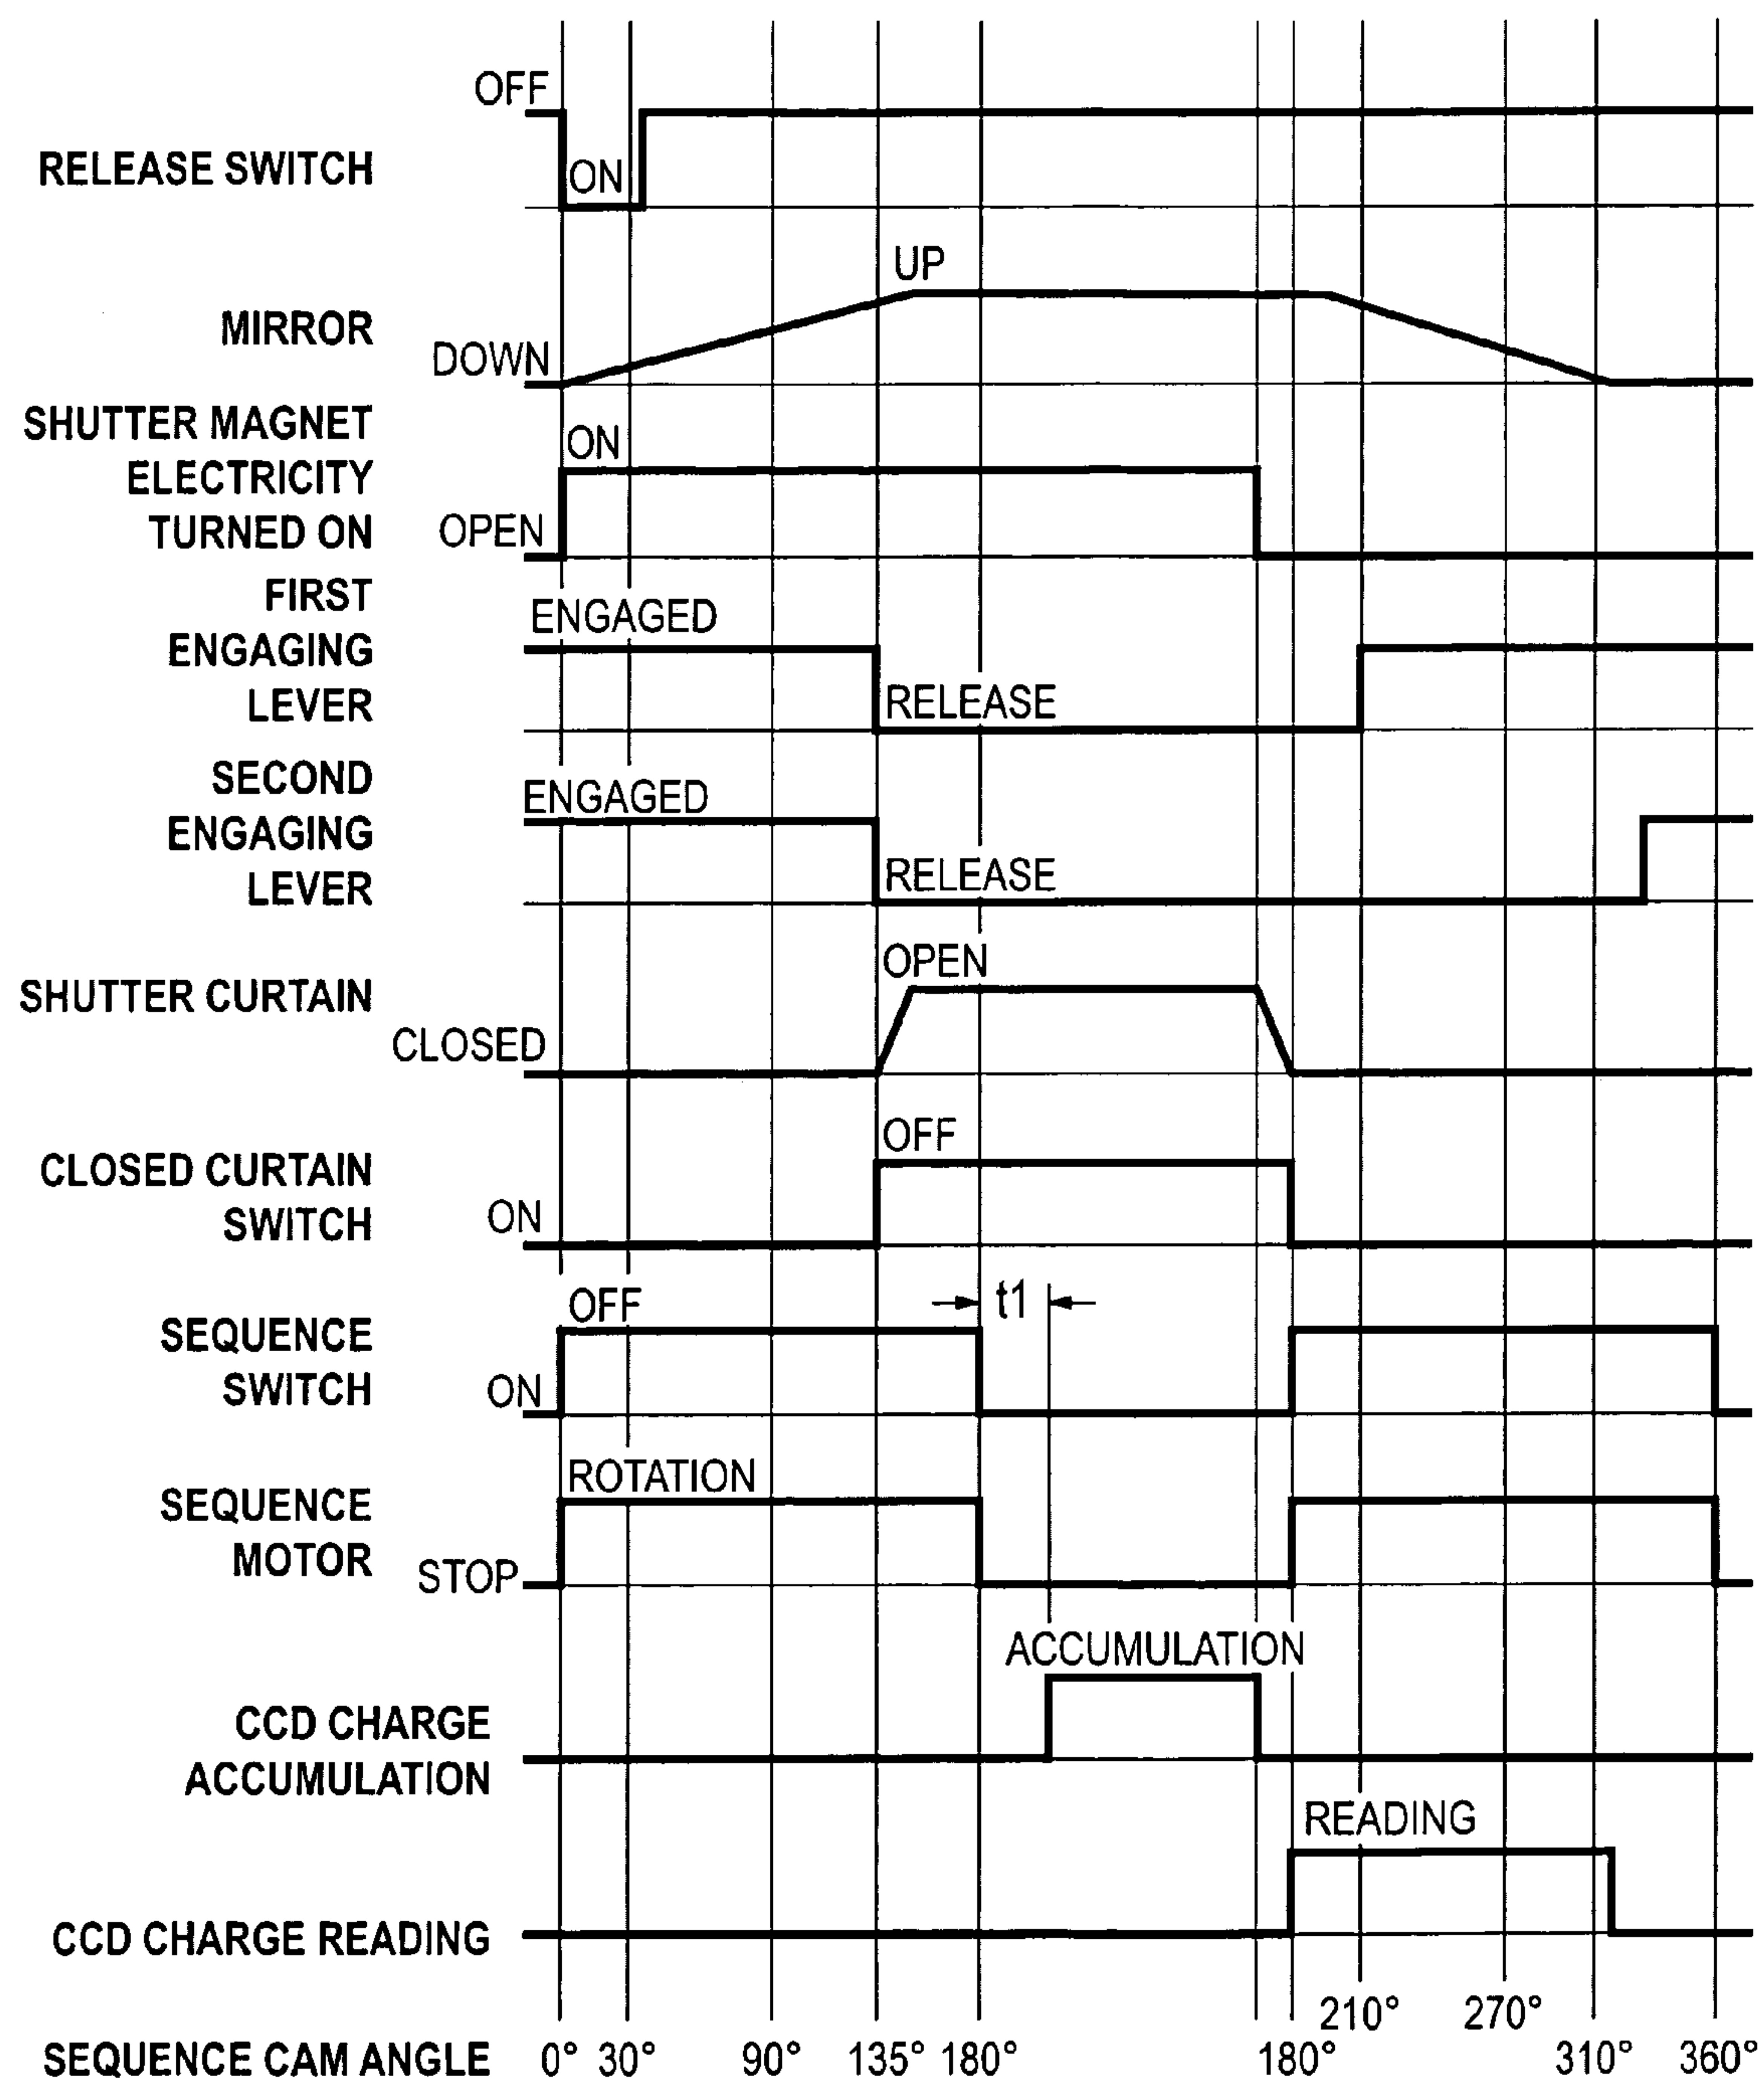 OFF
RELEASE SWITCH
ON
UP
MIRROR
DOWN
SHUTTER MAGNET
ELECTRICITY
TURNED ON
ON
OPEN
FIRST
ENGAGING
LEVER
ENGAGED
RELEASE
SECOND
ENGAGING
LEVER
ENGAGED
RELEASE
OPEN
SHUTTER CURTAIN
CLOSED
OFF
CLOSED CURTAIN
SWITCH
ON
OFF
t1
SEQUENCE
SWITCH
ON
ROTATION
SEQUENCE
MOTOR
STOP
ACCUMULATION
CCD CHARGE
ACCUMULATION
READING
CCD CHARGE READING
210° 270°
SEQUENCE CAM ANGLE 0° 30° 90° 135° 180° 180° 310° 360°